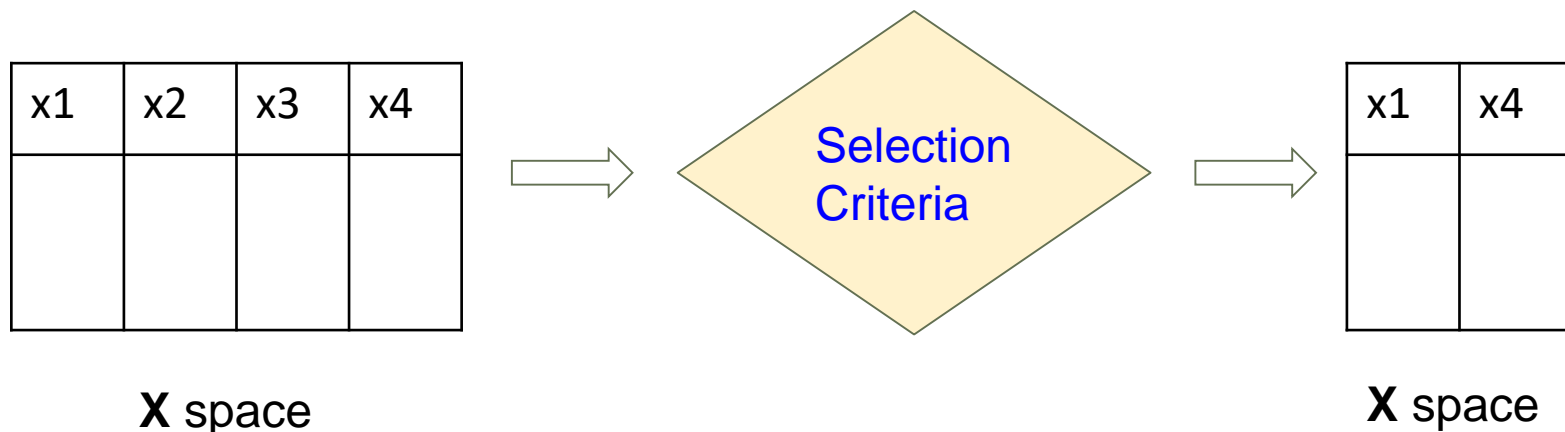 x1 x2 x3 x4
Selection
Criteria
x1 x4
X space
X space